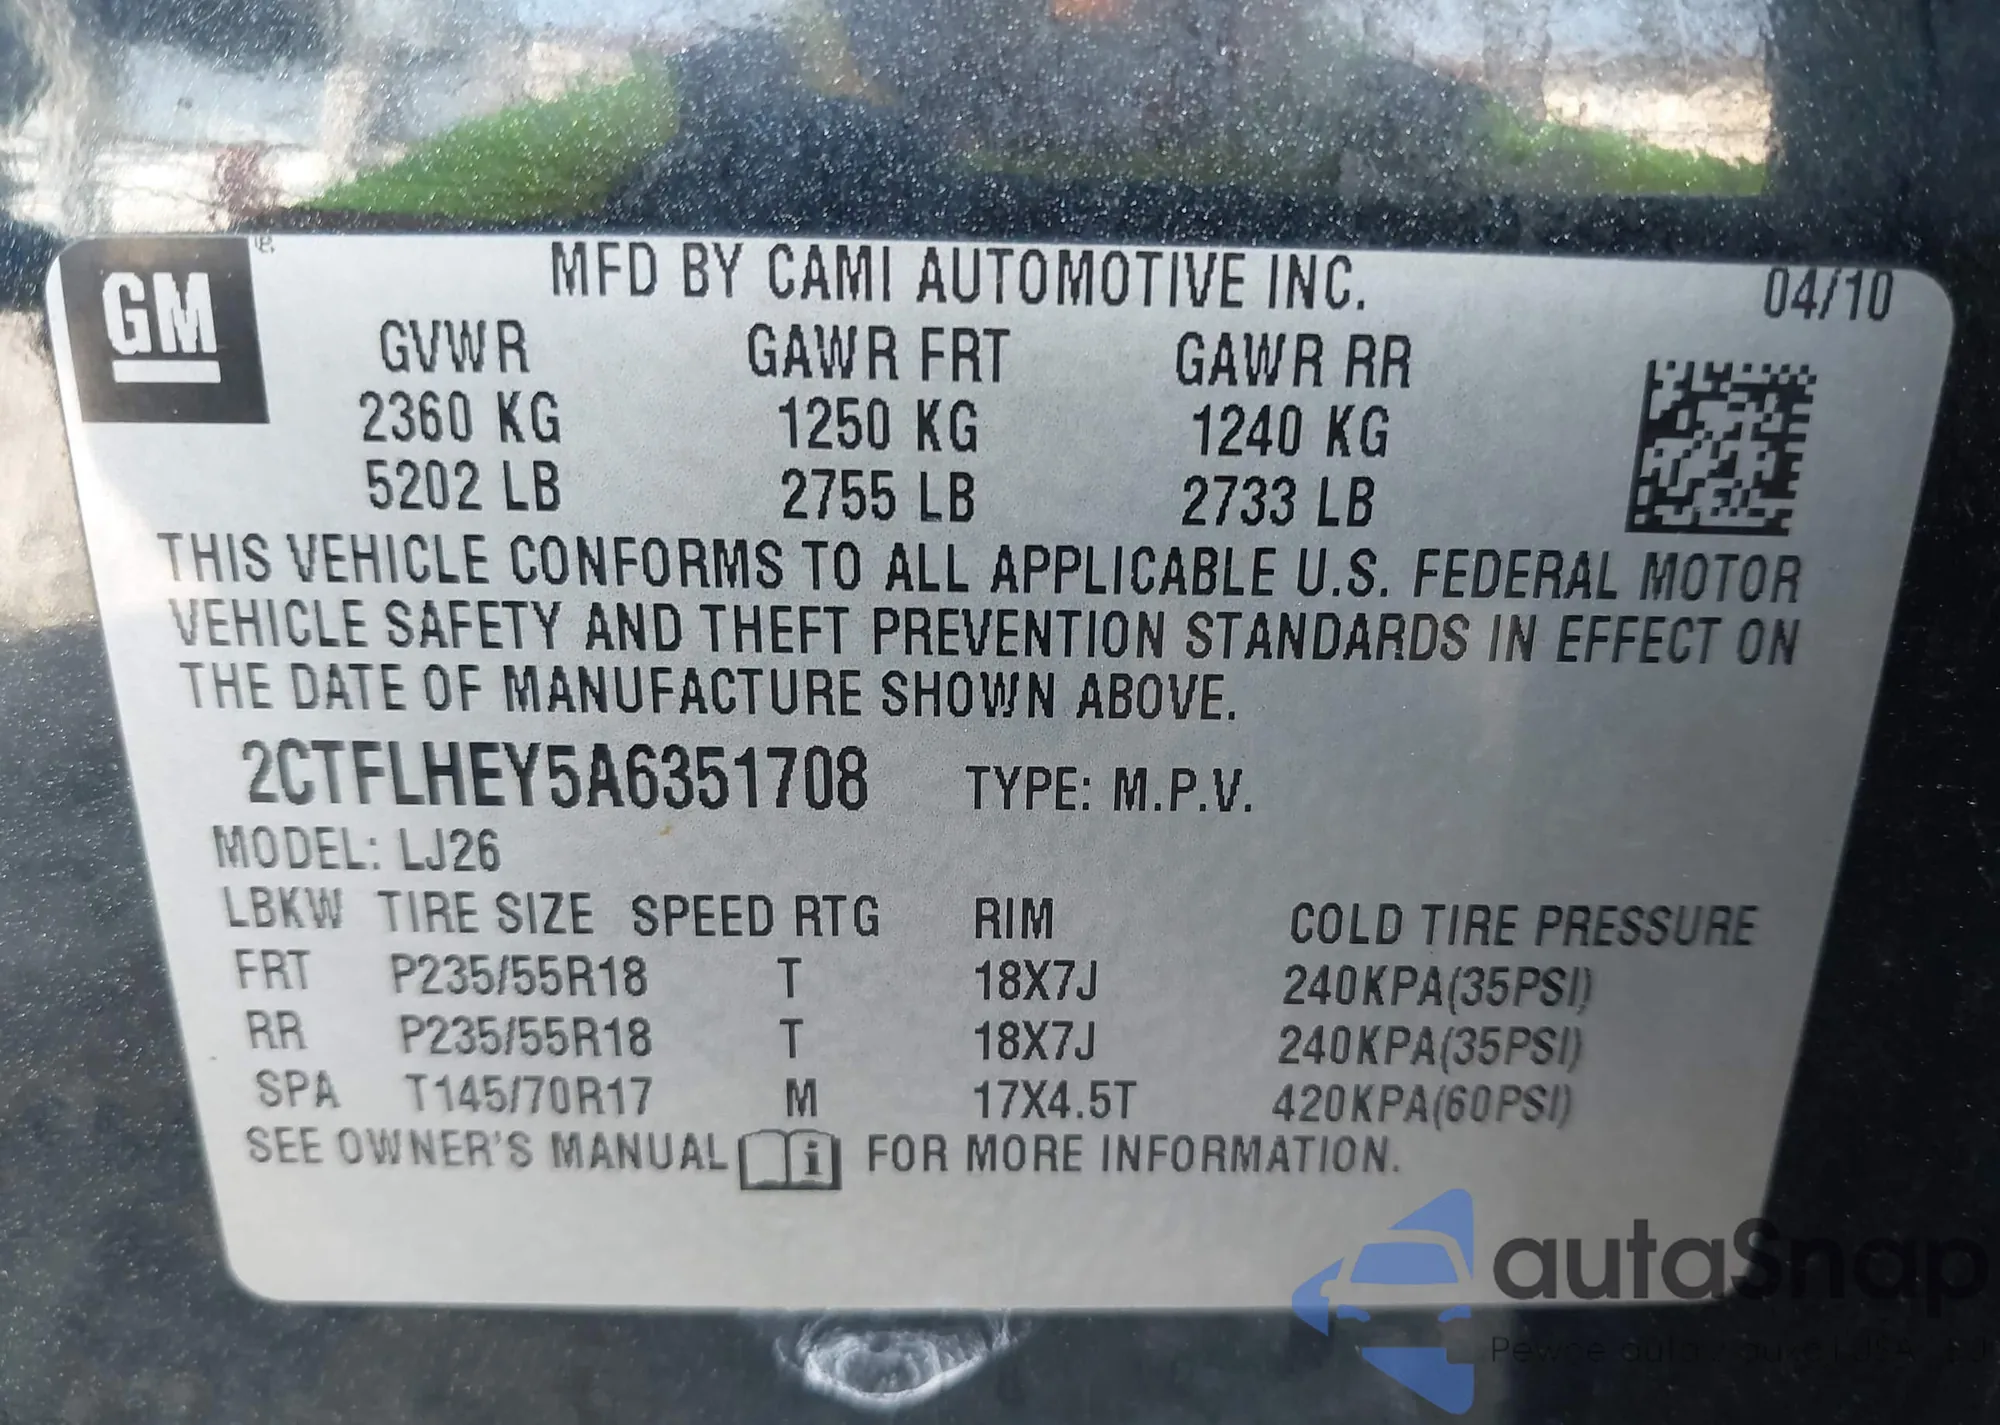 GM
MFD BY CAMI AUTOMOTIVE INC. 04/10
GVWR GAWR FRT GAWR RR
2360 KG 1250 KG 1240 KG
5202 LB 2755 LB 2733 LB
THIS VEHICLE CONFORMS TO ALL APPLICABLE U.S. FEDERAL MOTOR
VEHICLE SAFETY AND THEFT PREVENTION STANDARDS IN EFFECT ON
THE DATE OF MANUFACTURE SHOWN ABOVE.
2CTFLHEY5A6351708 TYPE: M.P.V.
MODEL: LJ26
LBKW TIRE SIZE SPEED RTG RIM COLD TIRE PRESSURE
FRT P235/55R18 T 18X7J 240KPA(35PSI)
RR P235/55R18 T 18X7J 240KPA(35PSI)
SPA T145/70R17 M 17X4.5T 420KPA(60PSI)
SEE OWNER'S MANUAL i FOR MORE INFORMATION.
autaSnap
Pewne auto